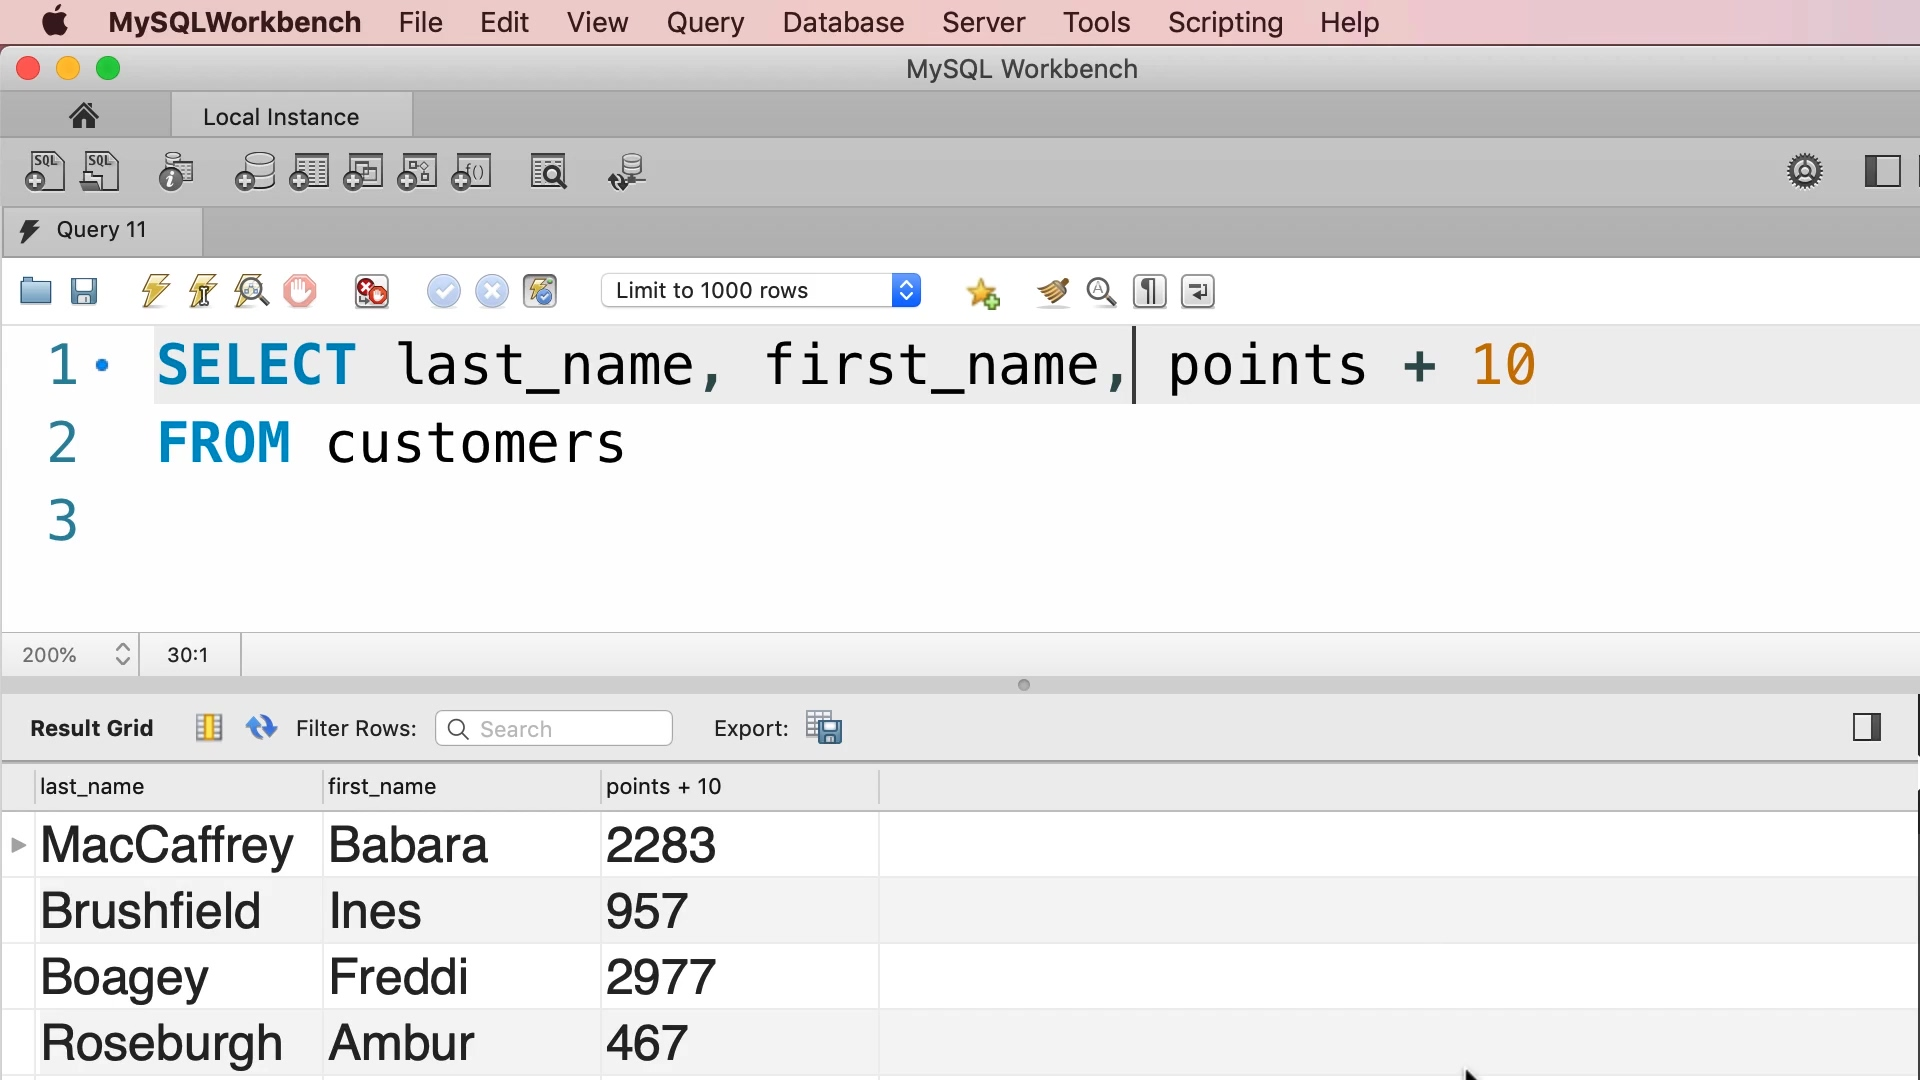 MySQLWorkbench File Edit View Query Database Server Tools Scripting Help
MySQL Workbench
Local Instance
SQL SQL i f()
Query 11
Limit to 1000 rows
1 SELECT last_name, first_name, points + 10
2 FROM customers
3
200% 30:1
Result Grid Filter Rows: Search Export:
last_name first_name points + 10
MacCaffrey Babara 2283
Brushfield Ines 957
Boagey Freddi 2977
Roseburgh Ambur 467